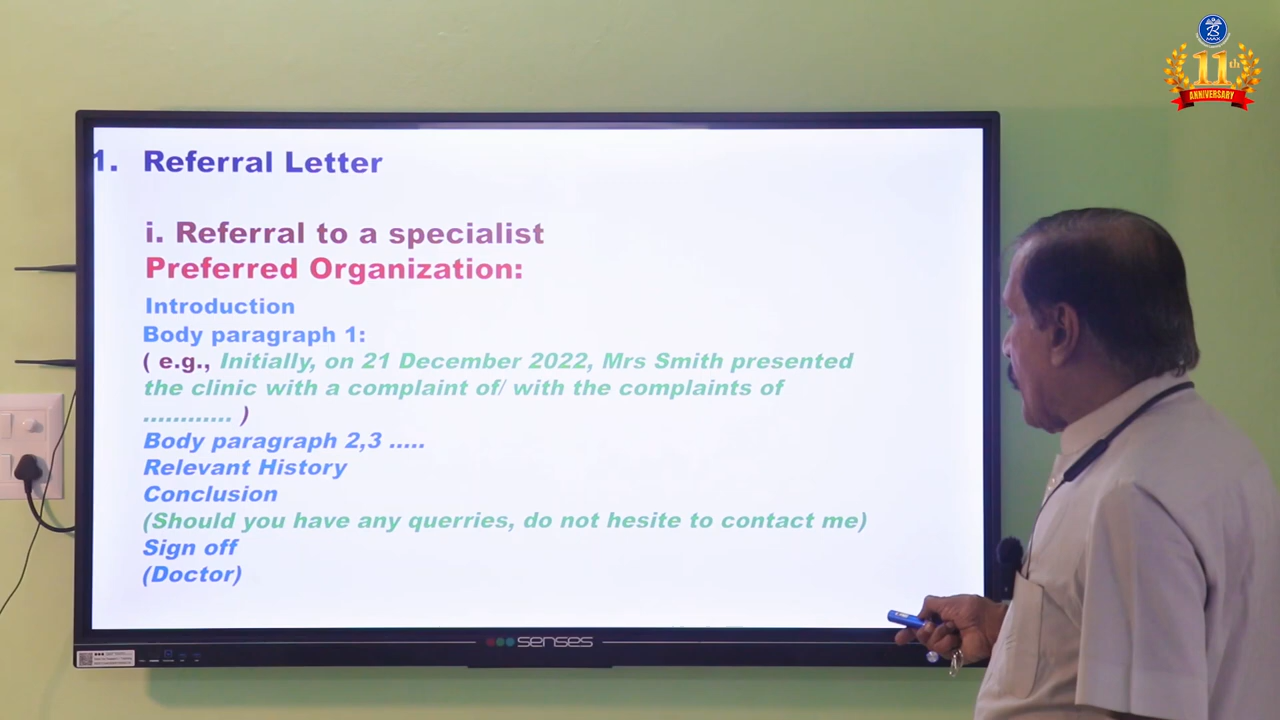 B
MAX
11th
ANNIVERSARY
1. Referral Letter
i. Referral to a specialist
Preferred Organization:
Introduction
Body paragraph 1:
( e.g., Initially, on 21 December 2022, Mrs Smith presented
the clinic with a complaint of/ with the complaints of
............ )
Body paragraph 2,3 .....
Relevant History
Conclusion
(Should you have any querries, do not hesite to contact me)
Sign off
(Doctor)
senses